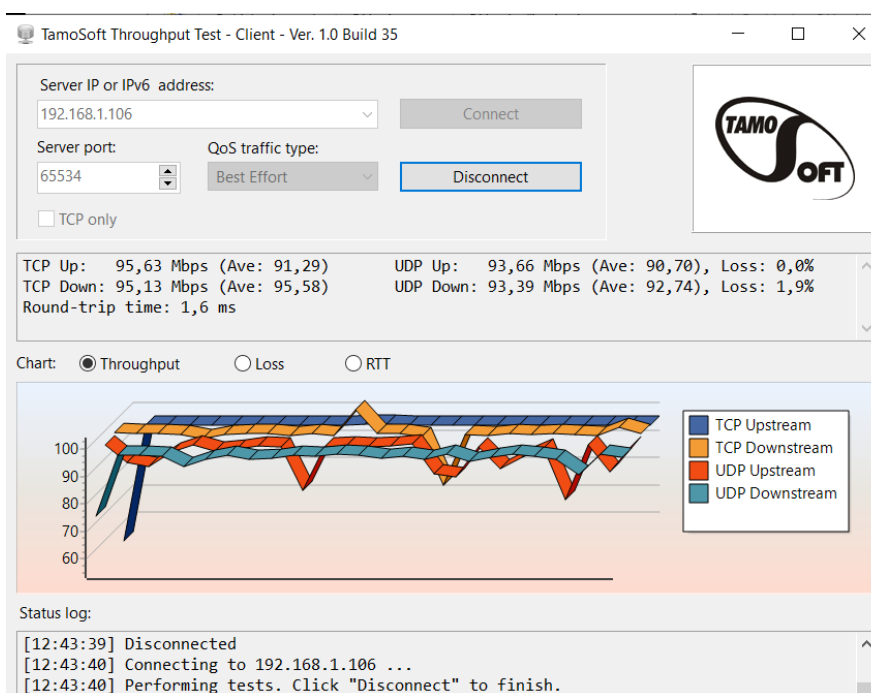 TamoSoft Throughput Test - Client - Ver. 1.0 Build 35
Server IP or IPv6 address:
192.168.1.106
Connect
Server port:
QoS traffic type:
65534
Best Effort
Disconnect
TCP only
TAMO
SOFT
TCP Up: 95,63 Mbps (Ave: 91,29) UDP Up: 93,66 Mbps (Ave: 90,70), Loss: 0,0%
TCP Down: 95,13 Mbps (Ave: 95,58) UDP Down: 93,39 Mbps (Ave: 92,74), Loss: 1,9%
Round-trip time: 1,6 ms
Chart: Throughput Loss RTT
100
90
80
70
60
TCP Upstream
TCP Downstream
UDP Upstream
UDP Downstream
Status log:
[12:43:39] Disconnected
[12:43:40] Connecting to 192.168.1.106 ...
[12:43:40] Performing tests. Click "Disconnect" to finish.